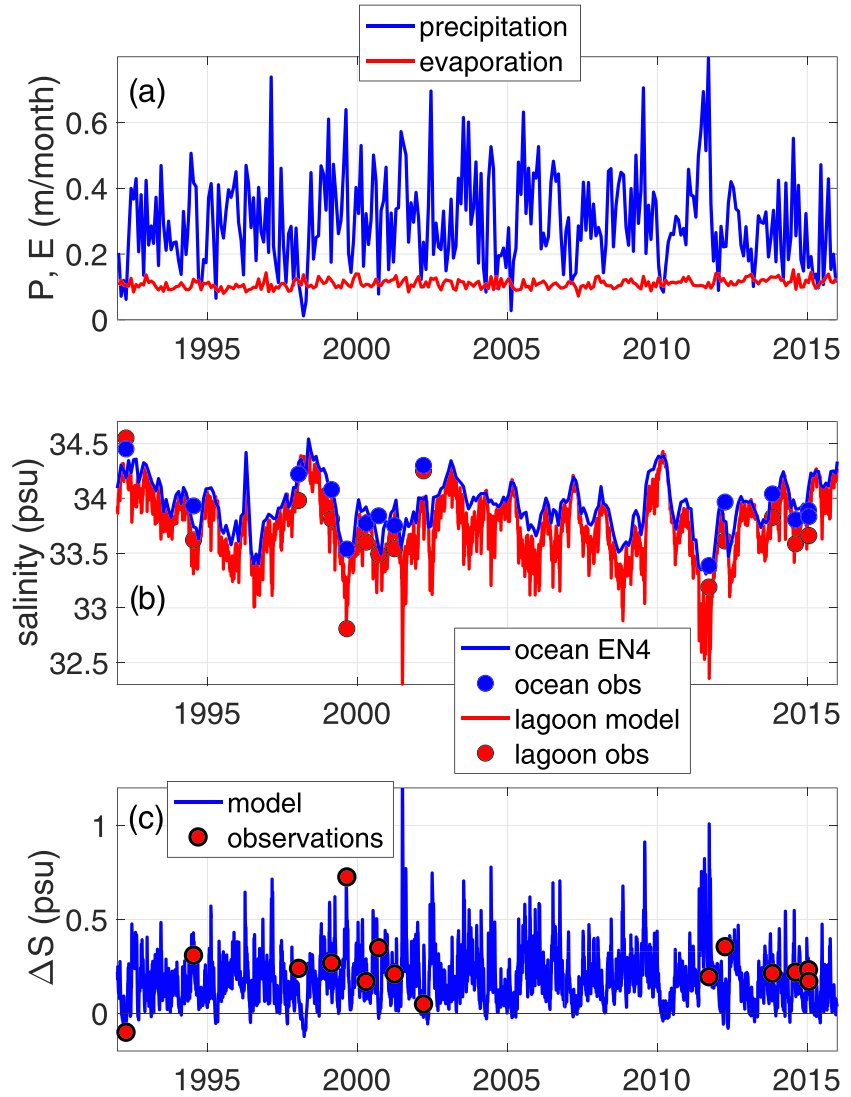 precipitation
evaporation
(a)
P, E (m/month)
0.6
0.4
0.2
0
1995
2000
2005
2010
2015
salinity (psu)
34.5
34
33.5
33
32.5
(b)
ocean EN4
ocean obs
lagoon model
lagoon obs
1995
2000
2015
model
observations
(c)
ΔS (psu)
1
0.5
0
1995
2000
2005
2010
2015